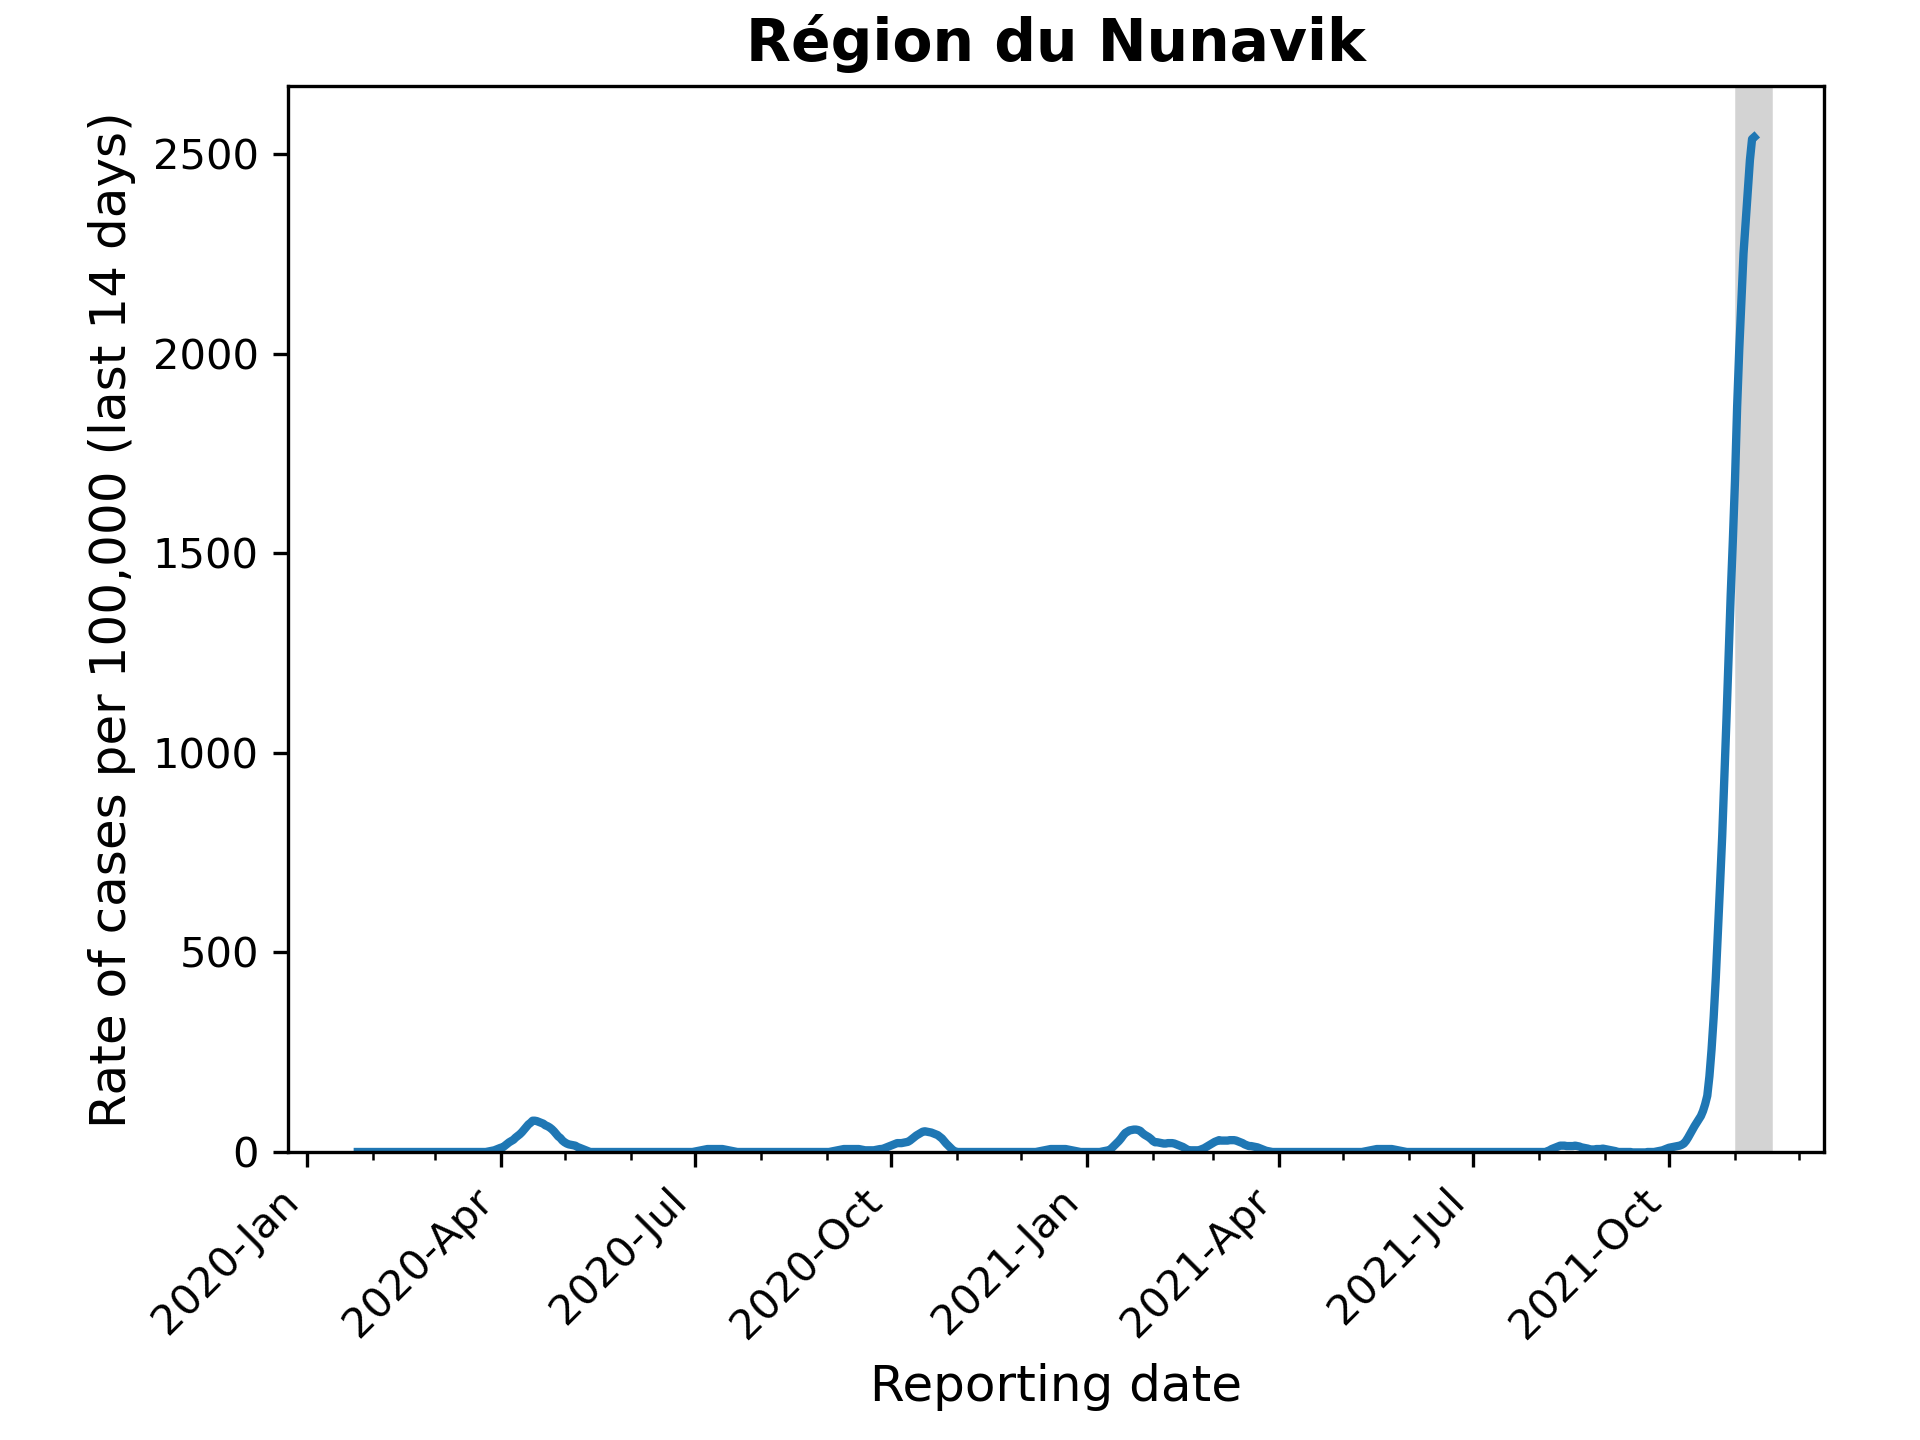 Région du Nunavik
Rate of cases per 100,000 (last 14 days)
2500
2000
1500
1000
500
0
2020-Jan
2020-Apr
2020-Jul
2020-Oct
2021-Jan
2021-Apr
2021-Jul
2021-Oct
Reporting date